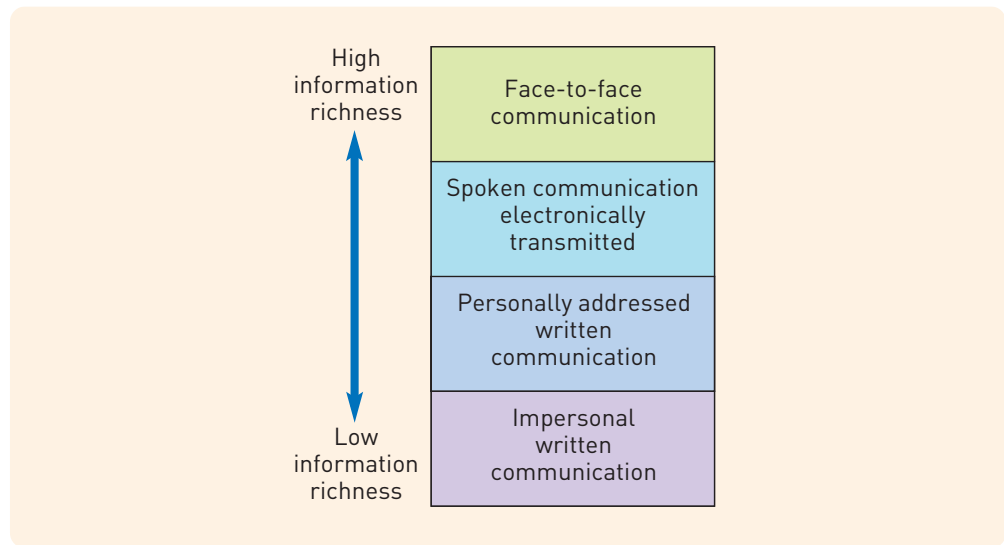 High
information
richness
Face-to-face
communication
Spoken communication
electronically
transmitted
Personally addressed
written
communication
Low
information
richness
Impersonal
written
communication